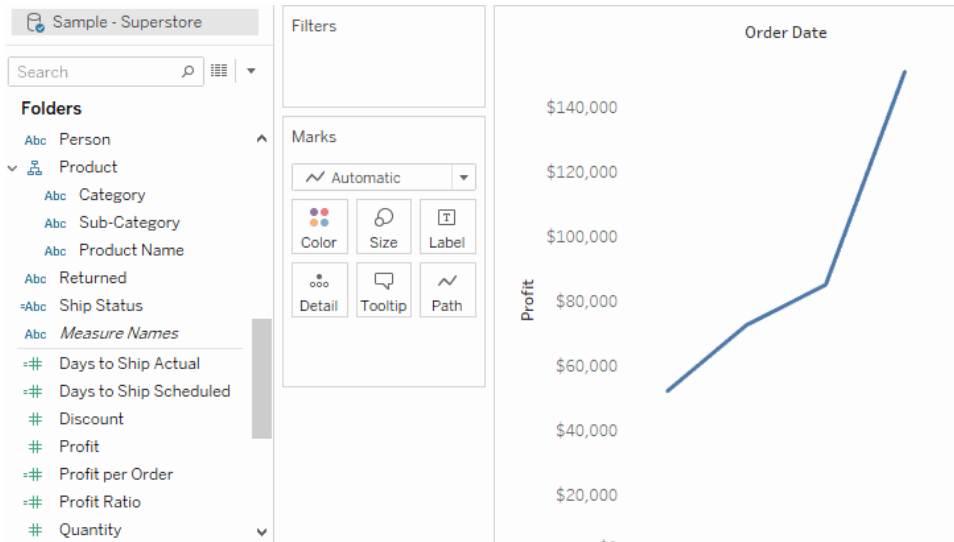 Sample - Superstore
Search
Folders
Abc Person
Product
Abc Category
Abc Sub-Category
Abc Product Name
Abc Returned
=Abc Ship Status
Abc Measure Names
=# Days to Ship Actual
=# Days to Ship Scheduled
# Discount
# Profit
=# Profit per Order
=# Profit Ratio
# Quantity
Filters
Marks
Automatic
Color
Size
T
Label
Detail
Tooltip
Path
Order Date
Profit
$140,000
$120,000
$100,000
$80,000
$60,000
$40,000
$20,000